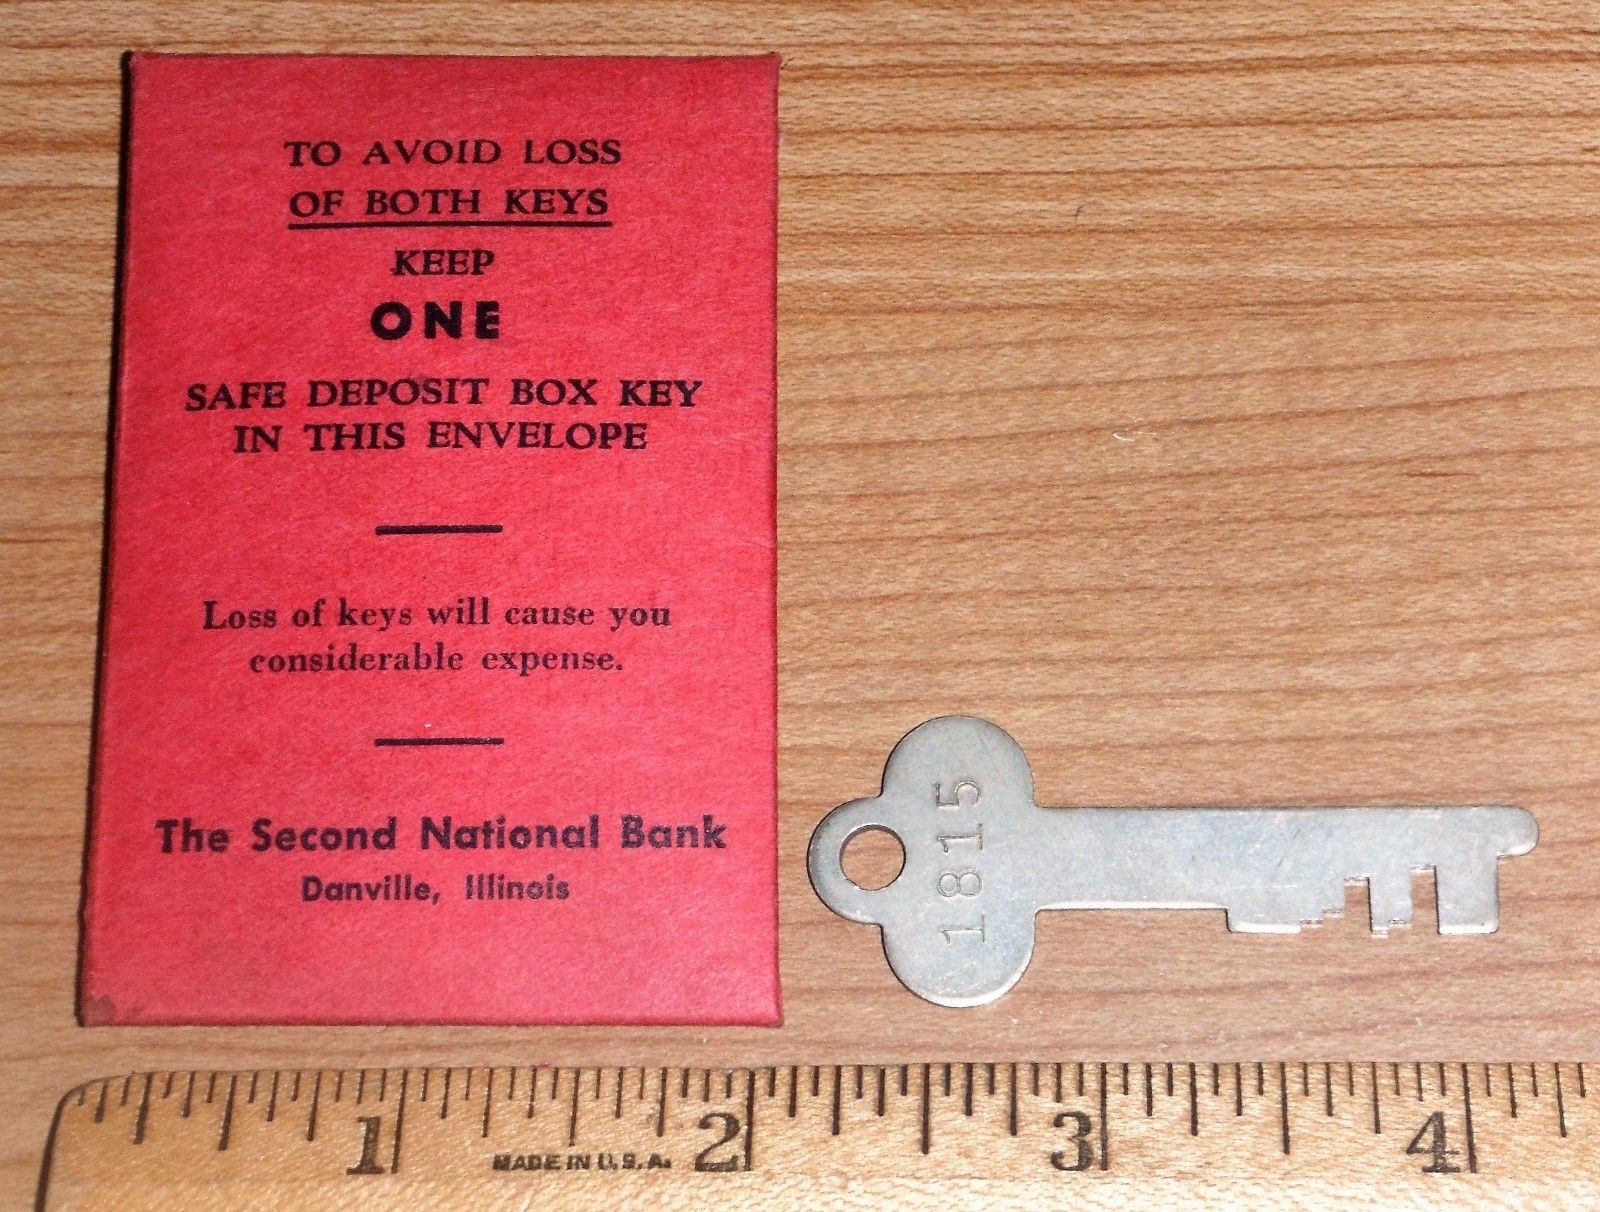 TO AVOID LOSS
OF BOTH KEYS
KEEP
ONE
SAFE DEPOSIT BOX KEY
IN THIS ENVELOPE
Loss of keys will cause you
considerable expense.
The Second National Bank
Danville, Illinois
1815
1 2 3 4
MADE IN U.S.A.